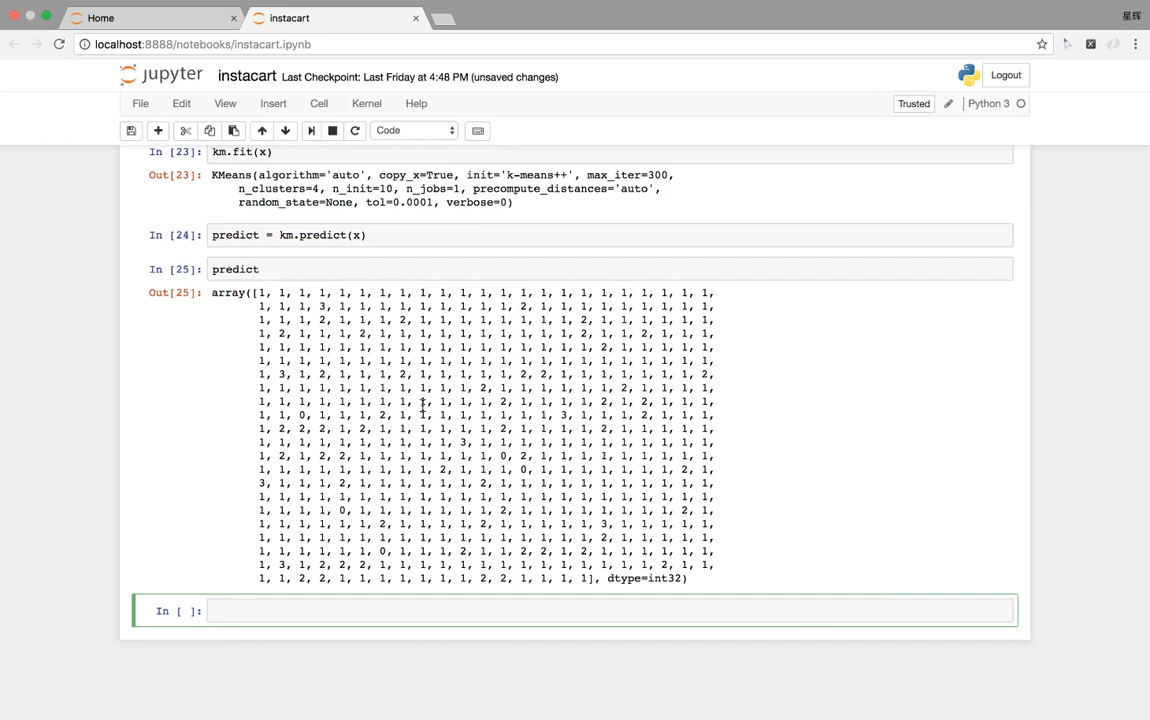 Home
instacart
星辉
localhost:8888/notebooks/instacart.ipynb
jupyter instacart Last Checkpoint: Last Friday at 4:48 PM (unsaved changes)
Logout
File Edit View Insert Cell Kernel Help
Trusted
Python 3
Code
In [23]: km.fit(x)
Out[23]: KMeans(algorithm='auto', copy_x=True, init='k-means++', max_iter=300,
n_clusters=4, n_init=10, n_jobs=1, precompute_distances='auto',
random_state=None, tol=0.0001, verbose=0)
In [24]: predict = km.predict(x)
In [25]: predict
Out[25]: array([1, 1, 1, 1, 1, 1, 1, 1, 1, 1, 1, 1, 1, 1, 1, 1, 1, 1, 1, 1, 1, 1, 1,
1, 1, 1, 3, 1, 1, 1, 1, 1, 1, 1, 1, 1, 2, 1, 1, 1, 1, 1, 1, 1, 1, 1,
1, 1, 1, 2, 1, 1, 1, 2, 1, 1, 1, 1, 1, 1, 1, 1, 2, 1, 1, 1, 1, 1, 1,
1, 2, 1, 1, 1, 2, 1, 1, 1, 1, 1, 1, 1, 1, 1, 1, 2, 1, 1, 2, 1, 1, 1,
1, 1, 1, 1, 1, 1, 1, 1, 1, 1, 1, 1, 1, 1, 1, 1, 1, 2, 1, 1, 1, 1, 1,
1, 1, 1, 1, 1, 1, 1, 1, 1, 1, 1, 1, 1, 1, 1, 1, 1, 1, 1, 1, 1, 1, 1,
1, 3, 1, 2, 1, 1, 1, 2, 1, 1, 1, 1, 1, 2, 2, 1, 1, 1, 1, 1, 1, 1, 2,
1, 1, 1, 1, 1, 1, 1, 1, 1, 1, 1, 2, 1, 1, 1, 1, 1, 1, 2, 1, 1, 1, 1,
1, 1, 1, 1, 1, 1, 1, 1, 1, 1, 1, 1, 2, 1, 1, 1, 1, 2, 1, 2, 1, 1, 1,
1, 1, 0, 1, 1, 1, 2, 1, 1, 1, 1, 1, 1, 1, 1, 3, 1, 1, 1, 2, 1, 1, 1,
1, 2, 2, 2, 1, 2, 1, 1, 1, 1, 1, 1, 2, 1, 1, 1, 1, 2, 1, 1, 1, 1, 1,
1, 1, 1, 1, 1, 1, 1, 1, 1, 1, 3, 1, 1, 1, 1, 1, 1, 1, 1, 1, 1, 1, 1,
1, 2, 1, 2, 2, 1, 1, 1, 1, 1, 1, 1, 0, 2, 1, 1, 1, 1, 1, 1, 1, 1, 1,
1, 1, 1, 1, 1, 1, 1, 1, 1, 2, 1, 1, 1, 0, 1, 1, 1, 1, 1, 1, 1, 2, 1,
3, 1, 1, 1, 2, 1, 1, 1, 1, 1, 1, 2, 1, 1, 1, 1, 1, 1, 1, 1, 1, 1, 1,
1, 1, 1, 1, 1, 1, 1, 1, 1, 1, 1, 1, 1, 1, 1, 1, 1, 1, 1, 1, 1, 1, 1,
1, 1, 1, 1, 0, 1, 1, 1, 1, 1, 1, 1, 2, 1, 1, 1, 1, 1, 1, 1, 1, 2, 1,
1, 1, 1, 1, 1, 1, 2, 1, 1, 1, 1, 2, 1, 1, 1, 1, 1, 3, 1, 1, 1, 1, 1,
1, 1, 1, 1, 1, 1, 1, 1, 1, 1, 1, 1, 1, 1, 1, 1, 1, 2, 1, 1, 1, 1, 1,
1, 1, 1, 1, 1, 1, 0, 1, 1, 1, 2, 1, 1, 2, 2, 1, 2, 1, 1, 1, 1, 1, 1,
1, 3, 1, 2, 2, 2, 1, 1, 1, 1, 1, 1, 1, 1, 1, 1, 1, 1, 1, 1, 2, 1, 1,
1, 1, 2, 2, 1, 1, 1, 1, 1, 1, 1, 2, 2, 1, 1, 1, 1], dtype=int32)
In [ ]: